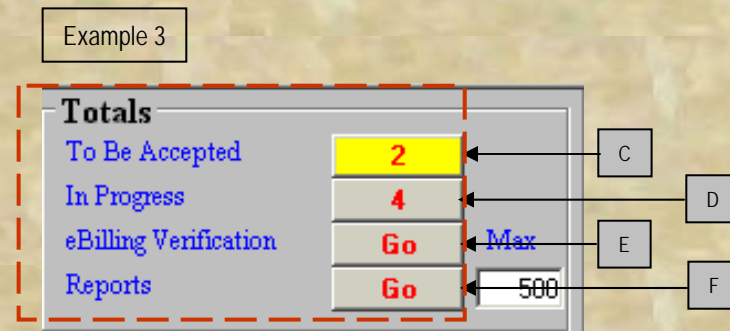 Example 3
Totals
To Be Accepted 2 C
In Progress 4 D
eBilling Verification Go Max E
Reports Go 500 F